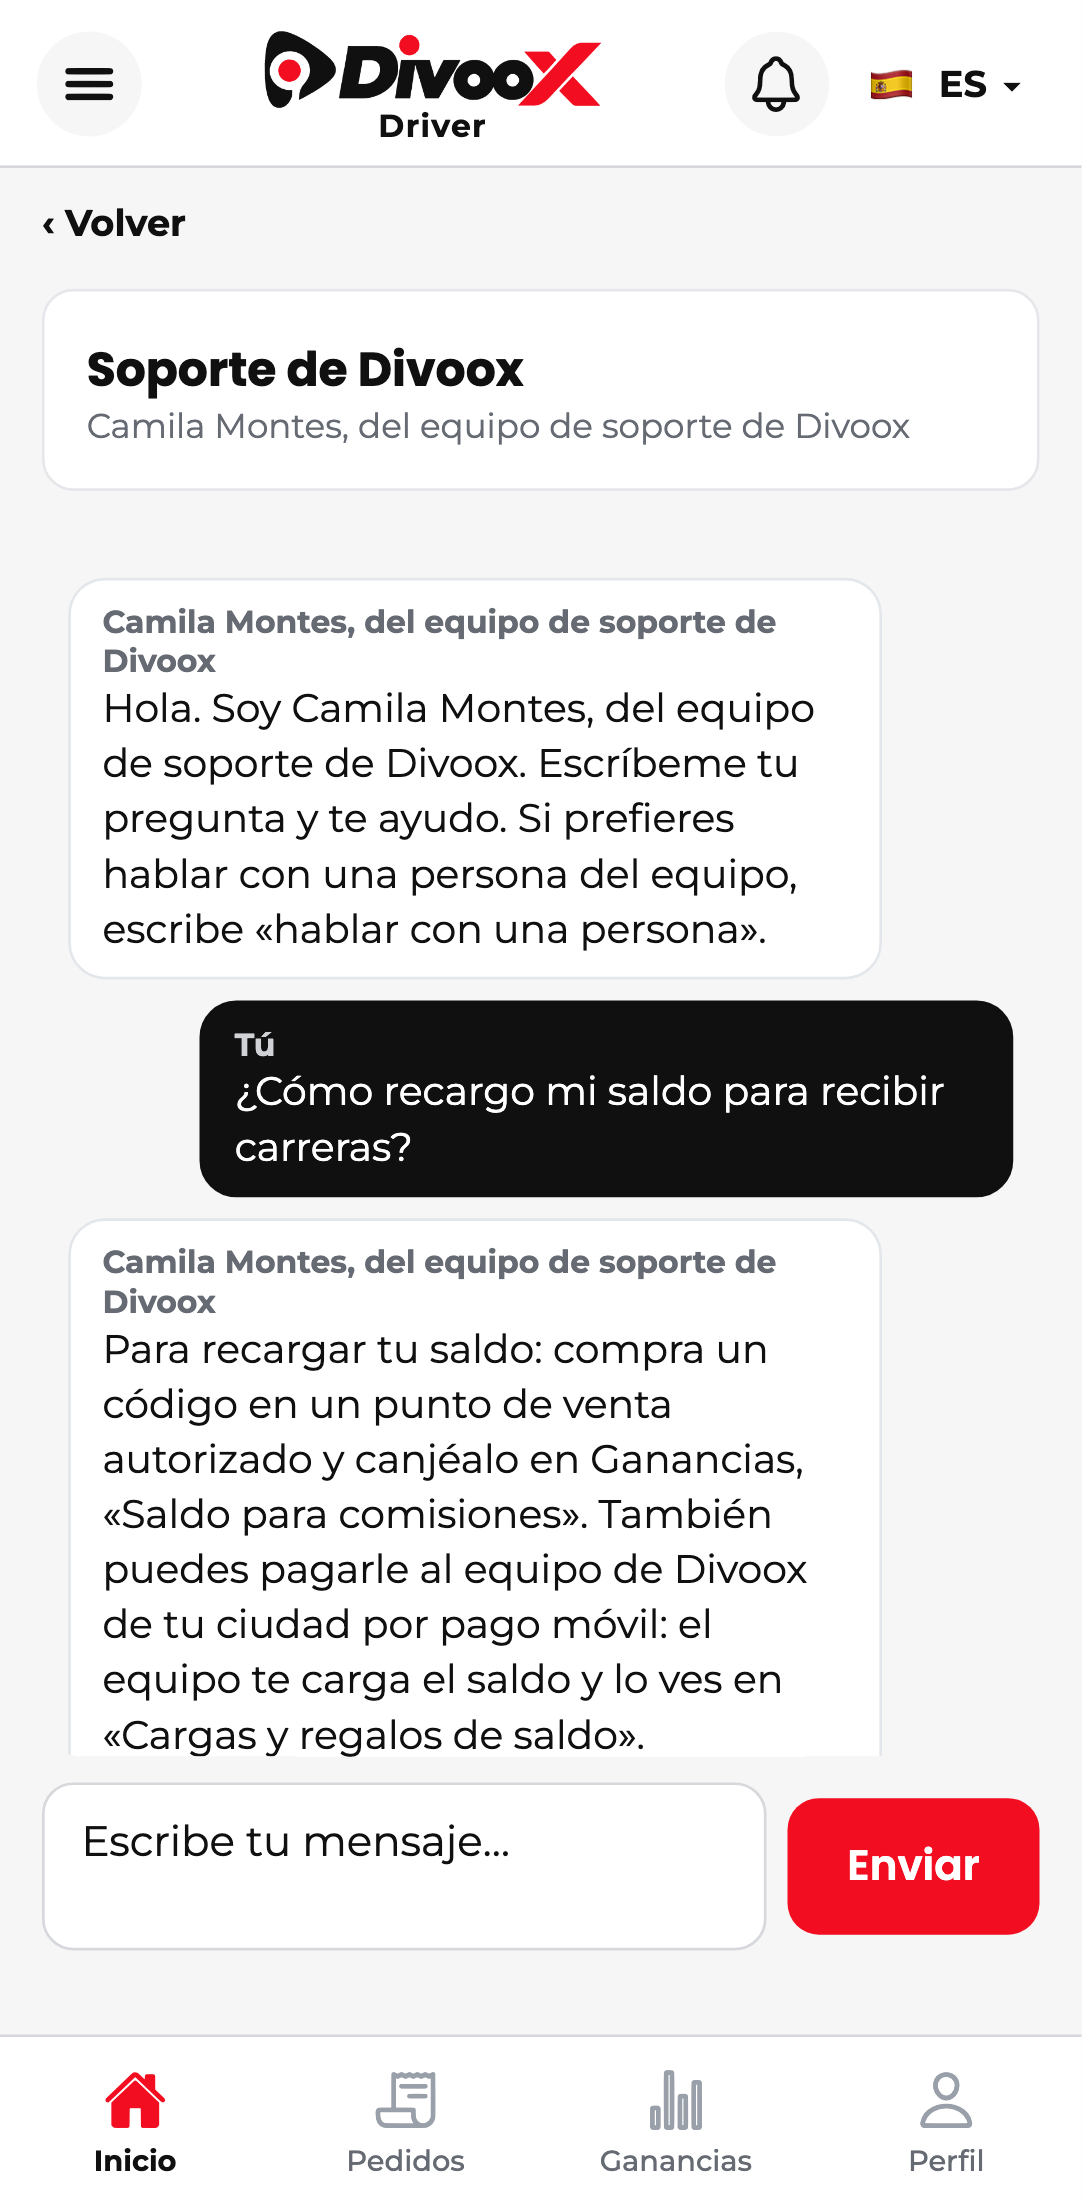 DivooX
Driver
ES
‹ Volver
Soporte de Divoox
Camila Montes, del equipo de soporte de Divoox
Camila Montes, del equipo de soporte de
Divoox
Hola. Soy Camila Montes, del equipo
de soporte de Divoox. Escríbeme tu
pregunta y te ayudo. Si prefieres
hablar con una persona del equipo,
escribe «hablar con una persona».
Tú
¿Cómo recargo mi saldo para recibir
carreras?
Camila Montes, del equipo de soporte de
Divoox
Para recargar tu saldo: compra un
código en un punto de venta
autorizado y canjéalo en Ganancias,
«Saldo para comisiones». También
puedes pagarle al equipo de Divoox
de tu ciudad por pago móvil: el
equipo te carga el saldo y lo ves en
«Cargas y regalos de saldo».
Escribe tu mensaje...
Enviar
Inicio
Pedidos
Ganancias
Perfil